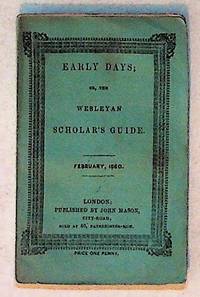 EARLY DAYS;
OR, THE
WESLEYAN
SCHOLAR'S GUIDE.
FEBRUARY, 1860.
LONDON:
PUBLISHED BY JOHN MASON,
CITY-ROAD;
SOLD AT 66, PATERNOSTER-ROW.
PRICE ONE PENNY.